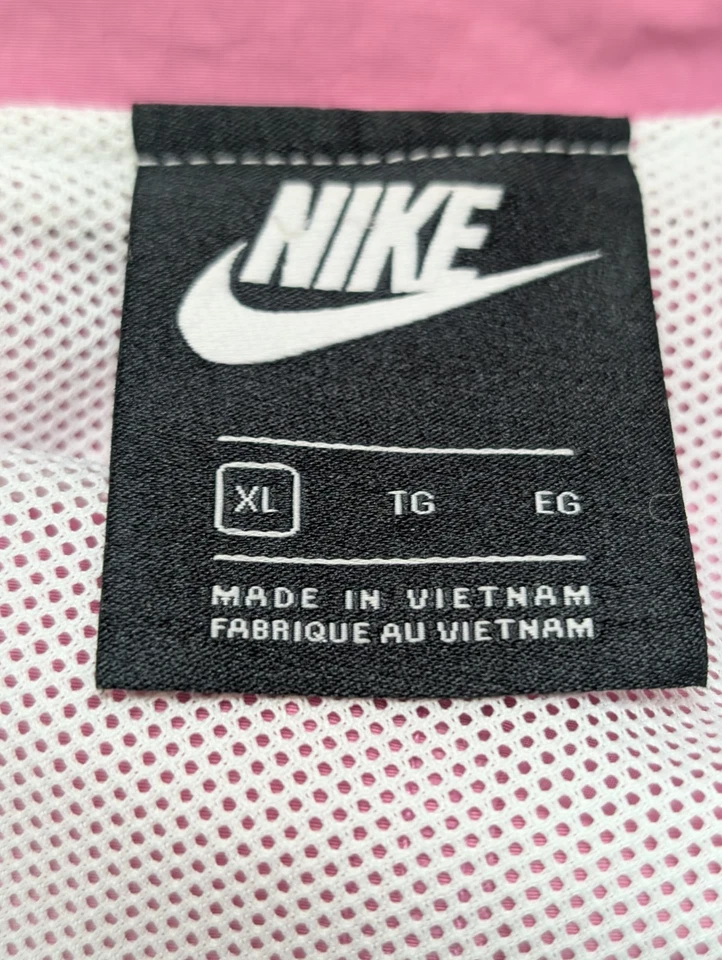 NIKE
XL TG EG
MADE IN VIETNAM
FABRIQUE AU VIETNAM